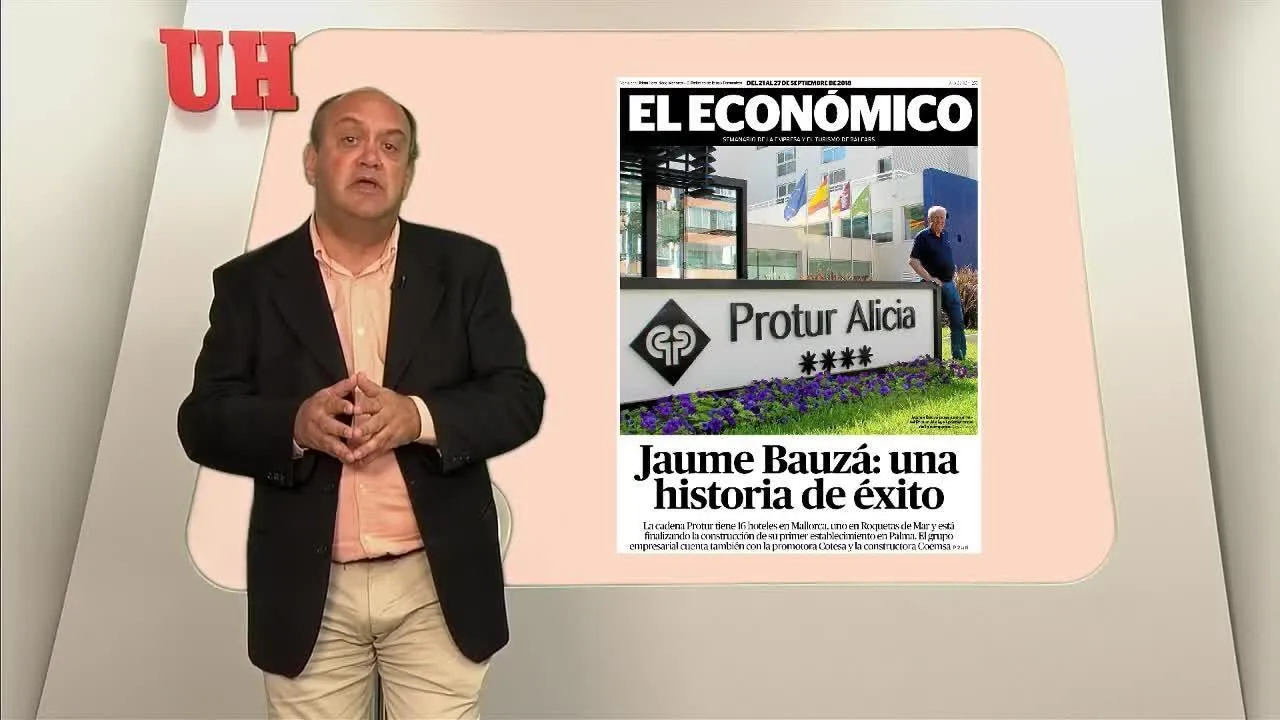 UH
DEL 21 AL 27 DE SEPTIEMBRE DE 2018
EL ECONÓMICO
SEMANARIO DE LA EMPRESA Y EL TURISMO DE BALEARS
Protur Alicia
****
Jaume Bauzá: una
historia de éxito
La cadena Protur tiene 16 hoteles en Mallorca, uno en Roquetas de Mar y está
finalizando la construcción de su primer establecimiento en Palma. El grupo
empresarial cuenta también con la promotora Cotesa y la constructora Coemsa